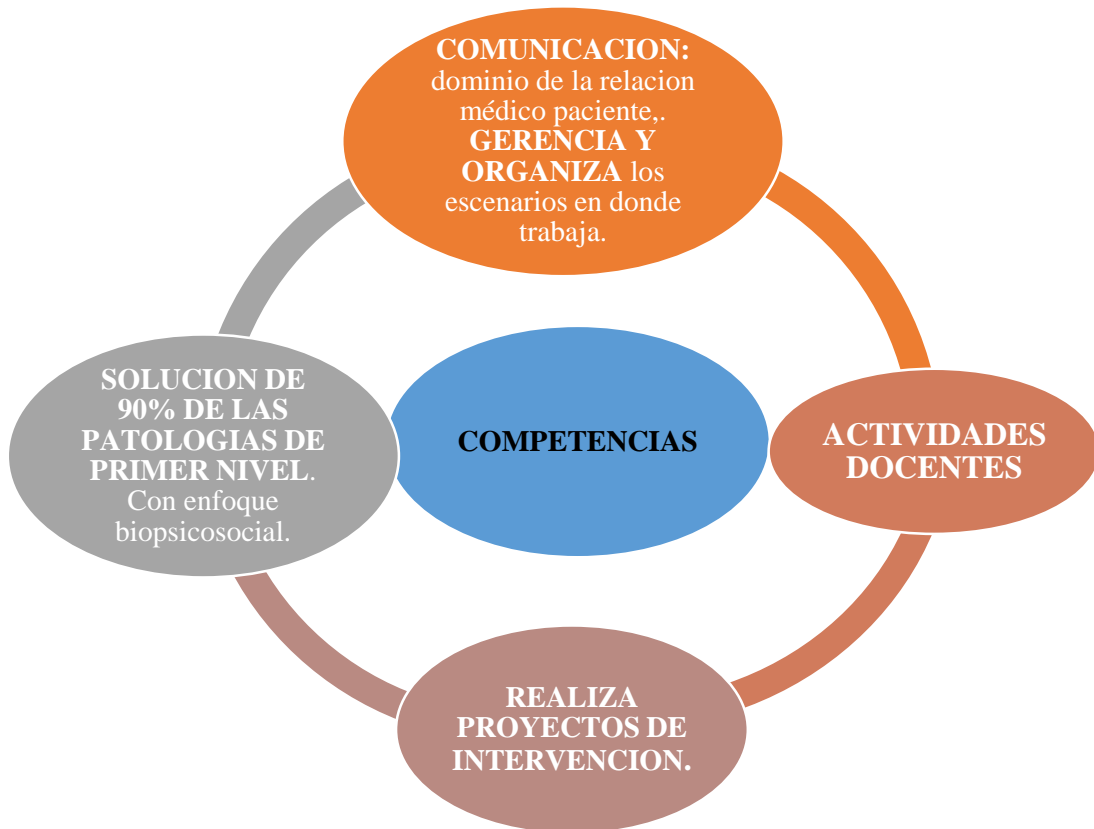 COMUNICACION:
dominio de la relacion
médico paciente,.
GERENCIA Y
ORGANIZA los
escenarios en donde
trabaja.
SOLUCION DE
90% DE LAS
PATOLOGIAS DE
PRIMER NIVEL.
Con enfoque
biopsicosocial.
COMPETENCIAS
ACTIVIDADES
DOCENTES
REALIZA
PROYECTOS DE
INTERVENCION.